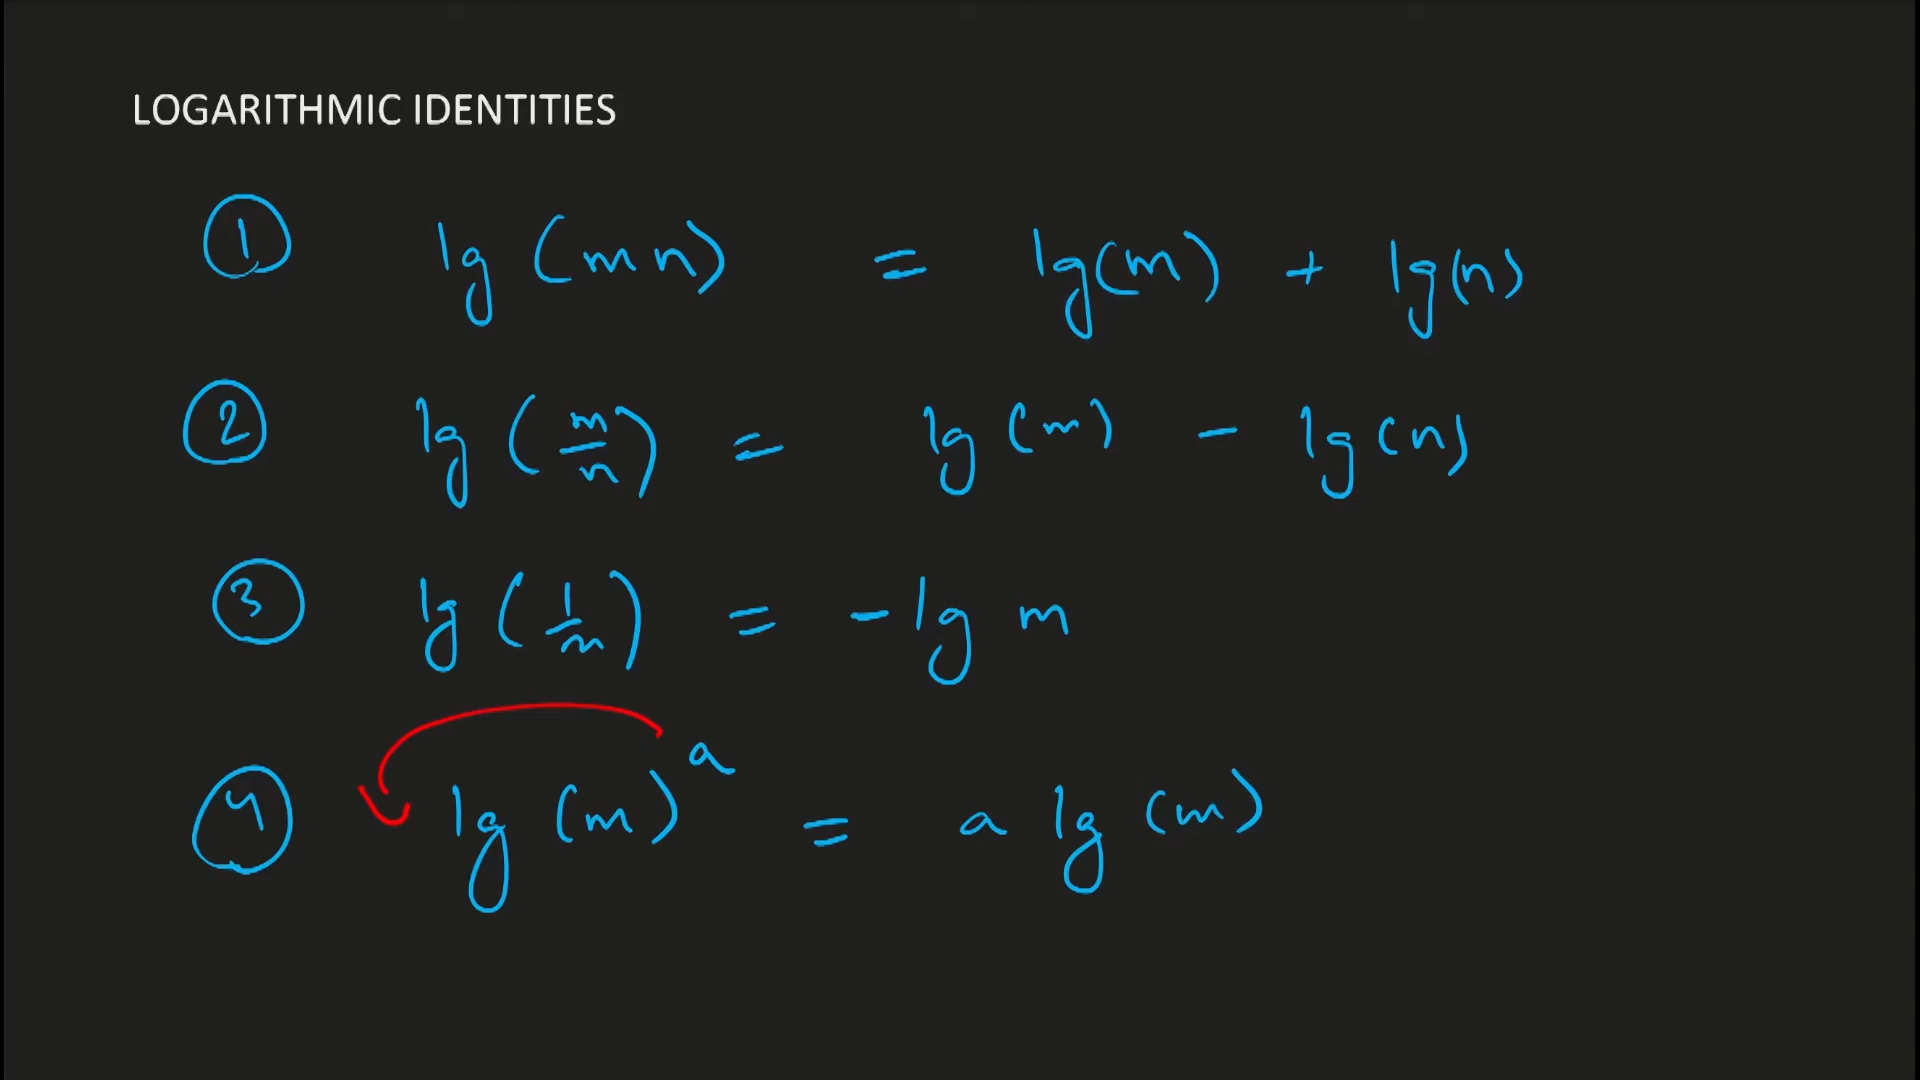 LOGARITHMIC IDENTITIES
① lg (mn) = lg(m) + lg(n)
② lg (m/n) = lg (m) - lg (n)
③ lg (1/m) = - lg m
④ lg (m)^a = a lg (m)